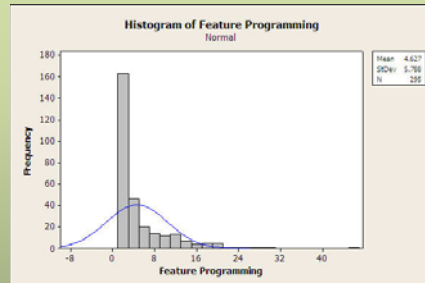 Histogram of Feature Programming
Normal
Mean 4.627
StDev 5.788
N 295
Frequency
180
160
140
120
100
80
60
40
20
0
-8 0 8 16 24 32 40
Feature Programming